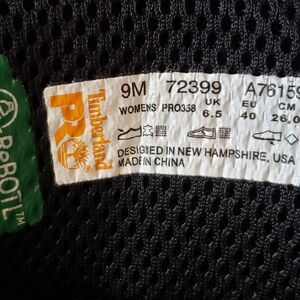 ReBOTL™
Timberland
PRO
9M 72399 A76159
WOMENS PRO358 UK EU CM
6.5 40 26,0
DESIGNED IN NEW HAMPSHIRE, USA
MADE IN CHINA